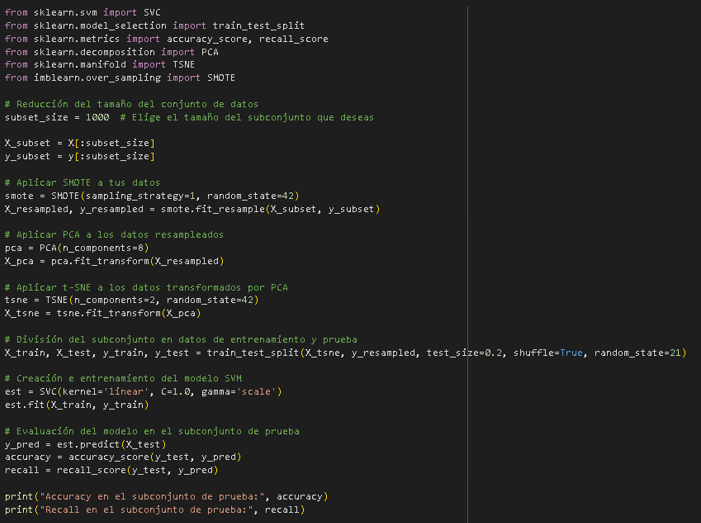 from sklearn.svm import SVC
from sklearn.model_selection import train_test_split
from sklearn.metrics import accuracy_score, recall_score
from sklearn.decomposition import PCA
from sklearn.manifold import TSNE
from imblearn.over_sampling import SMOTE
# Reducción del tamaño del conjunto de datos
subset_size = 1000  # Elige el tamaño del subconjunto que deseas
X_subset = X[:subset_size]
y_subset = y[:subset_size]
# Aplicar SMOTE a tus datos
smote = SMOTE(sampling_strategy=1, random_state=42)
X_resampled, y_resampled = smote.fit_resample(X_subset, y_subset)
# Aplicar PCA a los datos resampleados
pca = PCA(n_components=8)
X_pca = pca.fit_transform(X_resampled)
# Aplicar t-SNE a los datos transformados por PCA
tsne = TSNE(n_components=2, random_state=42)
X_tsne = tsne.fit_transform(X_pca)
# División del subconjunto en datos de entrenamiento y prueba
X_train, X_test, y_train, y_test = train_test_split(X_tsne, y_resampled, test_size=0.2, shuffle=True, random_state=21)
# Creación e entrenamiento del modelo SVM
est = SVC(kernel='linear', C=1.0, gamma='scale')
est.fit(X_train, y_train)
# Evaluación del modelo en el subconjunto de prueba
y_pred = est.predict(X_test)
accuracy = accuracy_score(y_test, y_pred)
recall = recall_score(y_test, y_pred)
print("Accuracy en el subconjunto de prueba:", accuracy)
print("Recall en el subconjunto de prueba:", recall)